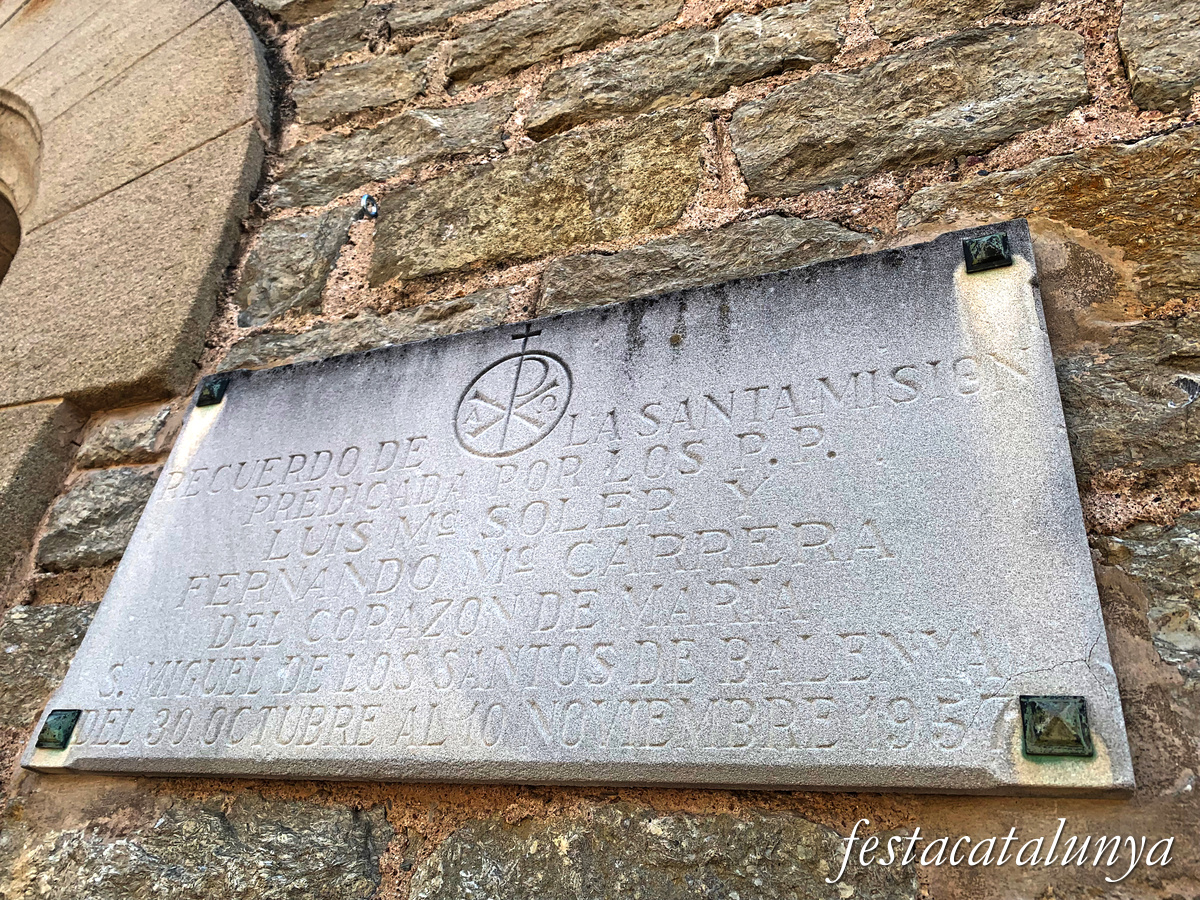 RECUERDO DE LA SANTA MISION
PREDICADA POR LOS P.P.
LUIS Mª SOLER Y
FERNANDO Mª CARRERA
DEL CORAZON DE MARIA
S. MIGUEL DE LOS SANTOS DE BALENYA
DEL 30 OCTUBRE AL 10 NOVIEMBRE 1957
festacatalunya